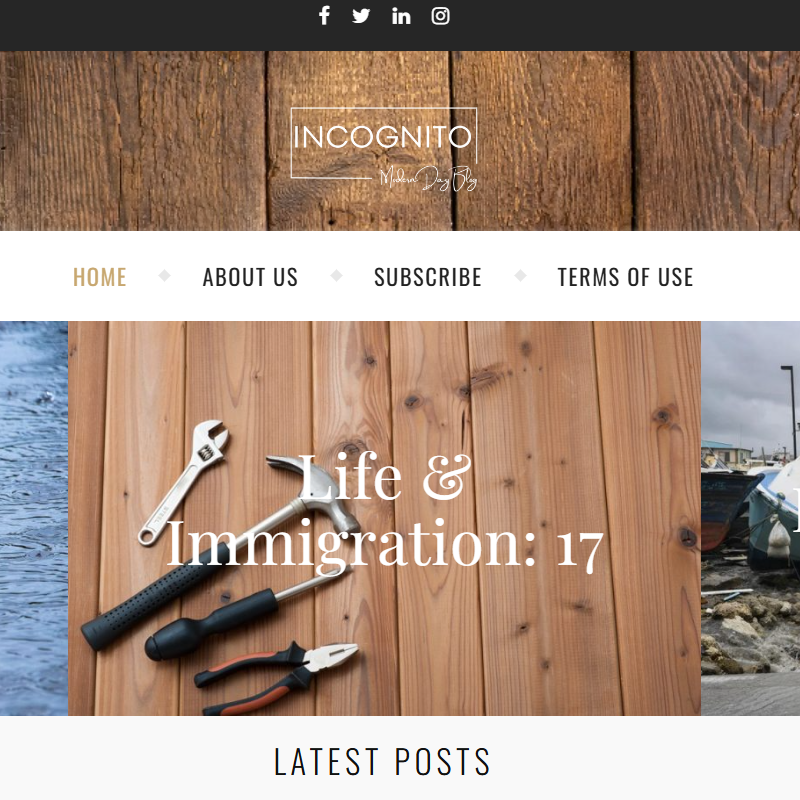 INCOGNITO
Modern Day Blog
HOME ABOUT US SUBSCRIBE TERMS OF USE
Life &
Immigration: 17
LATEST POSTS